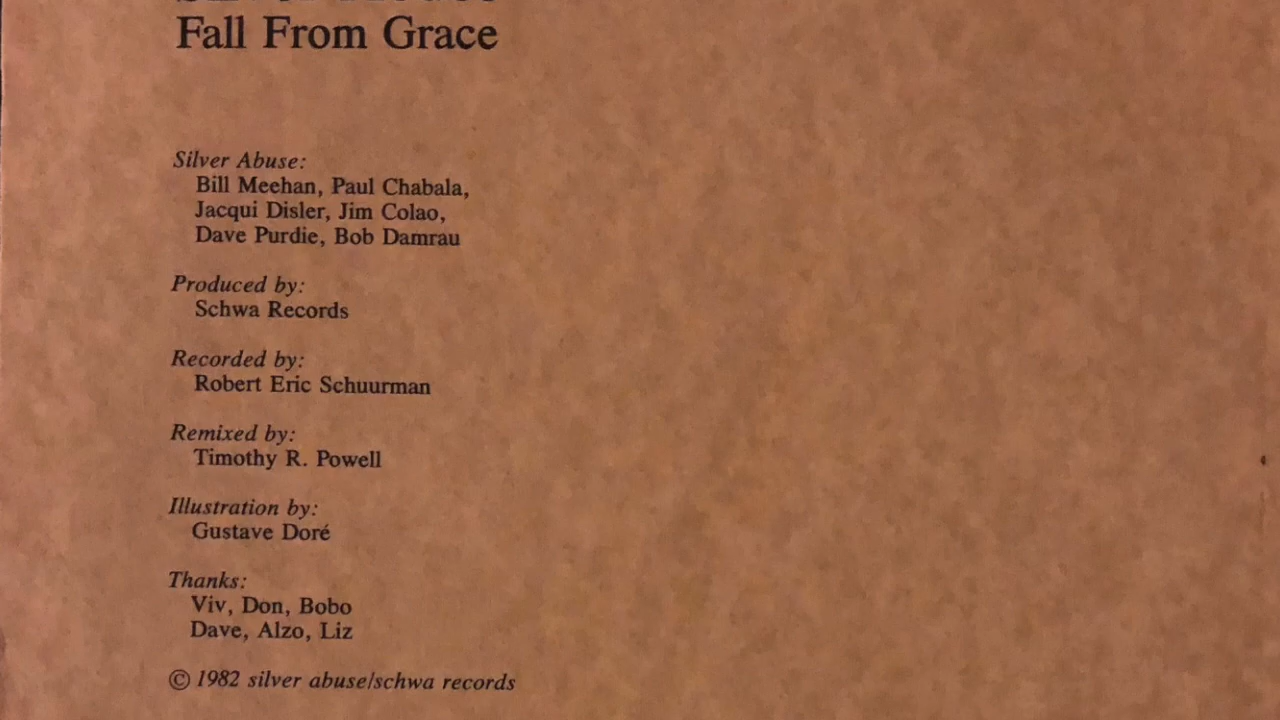 Fall From Grace
Silver Abuse:
Bill Meehan, Paul Chabala,
Jacqui Disler, Jim Colao,
Dave Purdie, Bob Damrau
Produced by:
Schwa Records
Recorded by:
Robert Eric Schuurman
Remixed by:
Timothy R. Powell
Illustration by:
Gustave Doré
Thanks:
Viv, Don, Bobo
Dave, Alzo, Liz
© 1982 silver abuse/schwa records